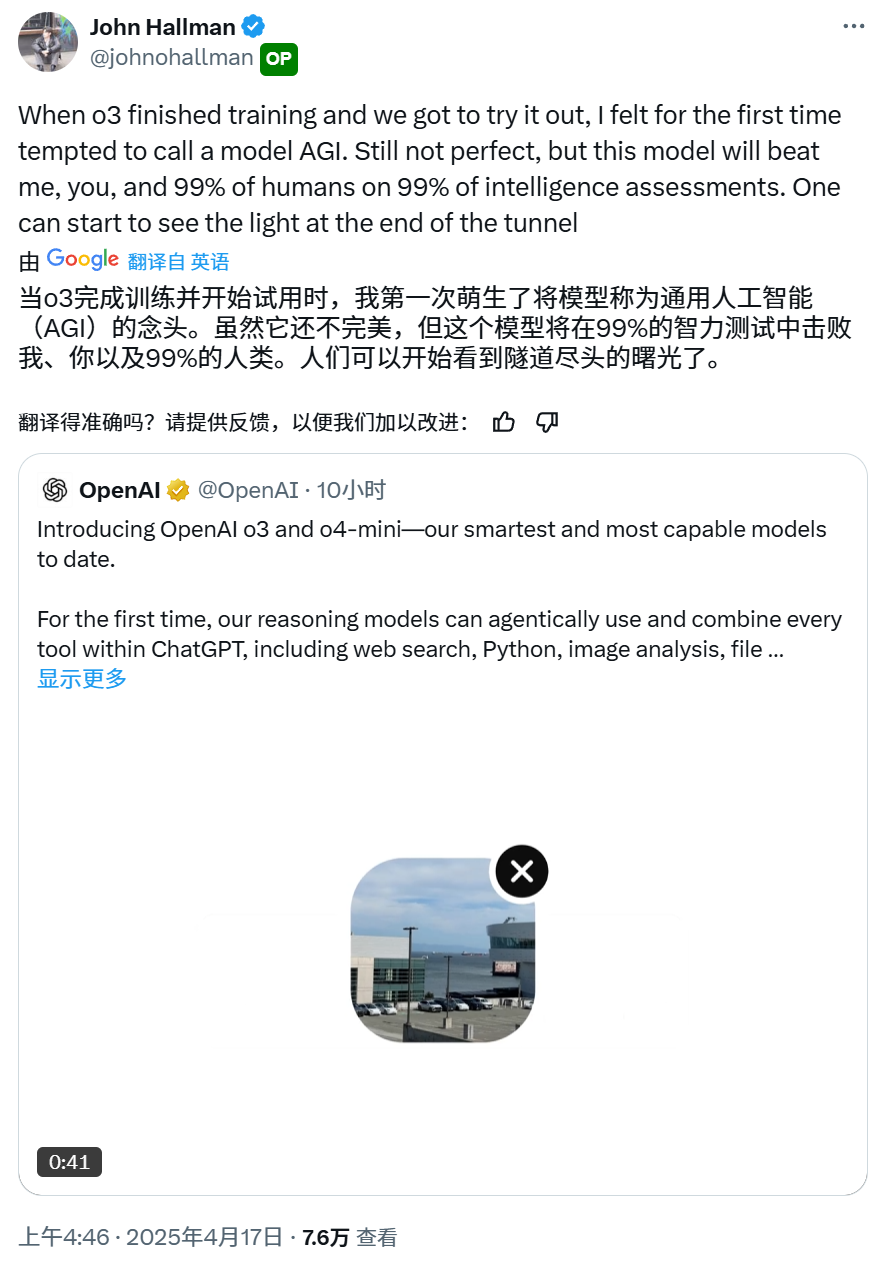 John Hallman
@johnohallman OP
When o3 finished training and we got to try it out, I felt for the first time
tempted to call a model AGI. Still not perfect, but this model will beat
me, you, and 99% of humans on 99% of intelligence assessments. One
can start to see the light at the end of the tunnel
由 Google 翻译自 英语
当o3完成训练并开始试用时，我第一次萌生了将模型称为通用人工智能
（AGI）的念头。虽然它还不完美，但这个模型将在99%的智力测试中击败
我、你以及99%的人类。人们可以开始看到隧道尽头的曙光了。
翻译得准确吗？请提供反馈，以便我们加以改进：
OpenAI @OpenAI · 10小时
Introducing OpenAI o3 and o4-mini—our smartest and most capable models
to date.
For the first time, our reasoning models can agentically use and combine every
tool within ChatGPT, including web search, Python, image analysis, file ...
显示更多
0:41
上午4:46 · 2025年4月17日 · 7.6万 查看